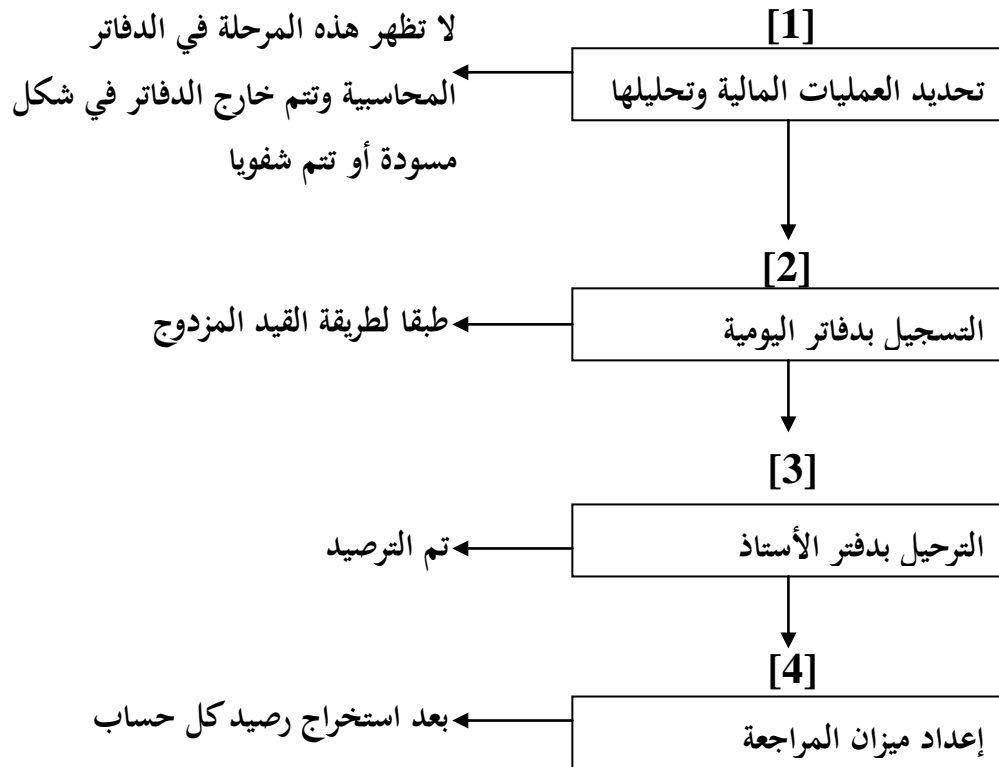 [1]
تحديد العمليات المالية وتحليلها
لا تظهر هذه المرحلة في الدفاتر
المحاسبية وتتم خارج الدفاتر في شكل
مسودة أو تتم شفويا
[2]
التسجيل بدفاتر اليومية
طبقا لطريقة القيد المزدوج
[3]
الترحيل بدفتر الأستاذ
تم الترصيد
[4]
إعداد ميزان المراجعة
بعد استخراج رصيد كل حساب